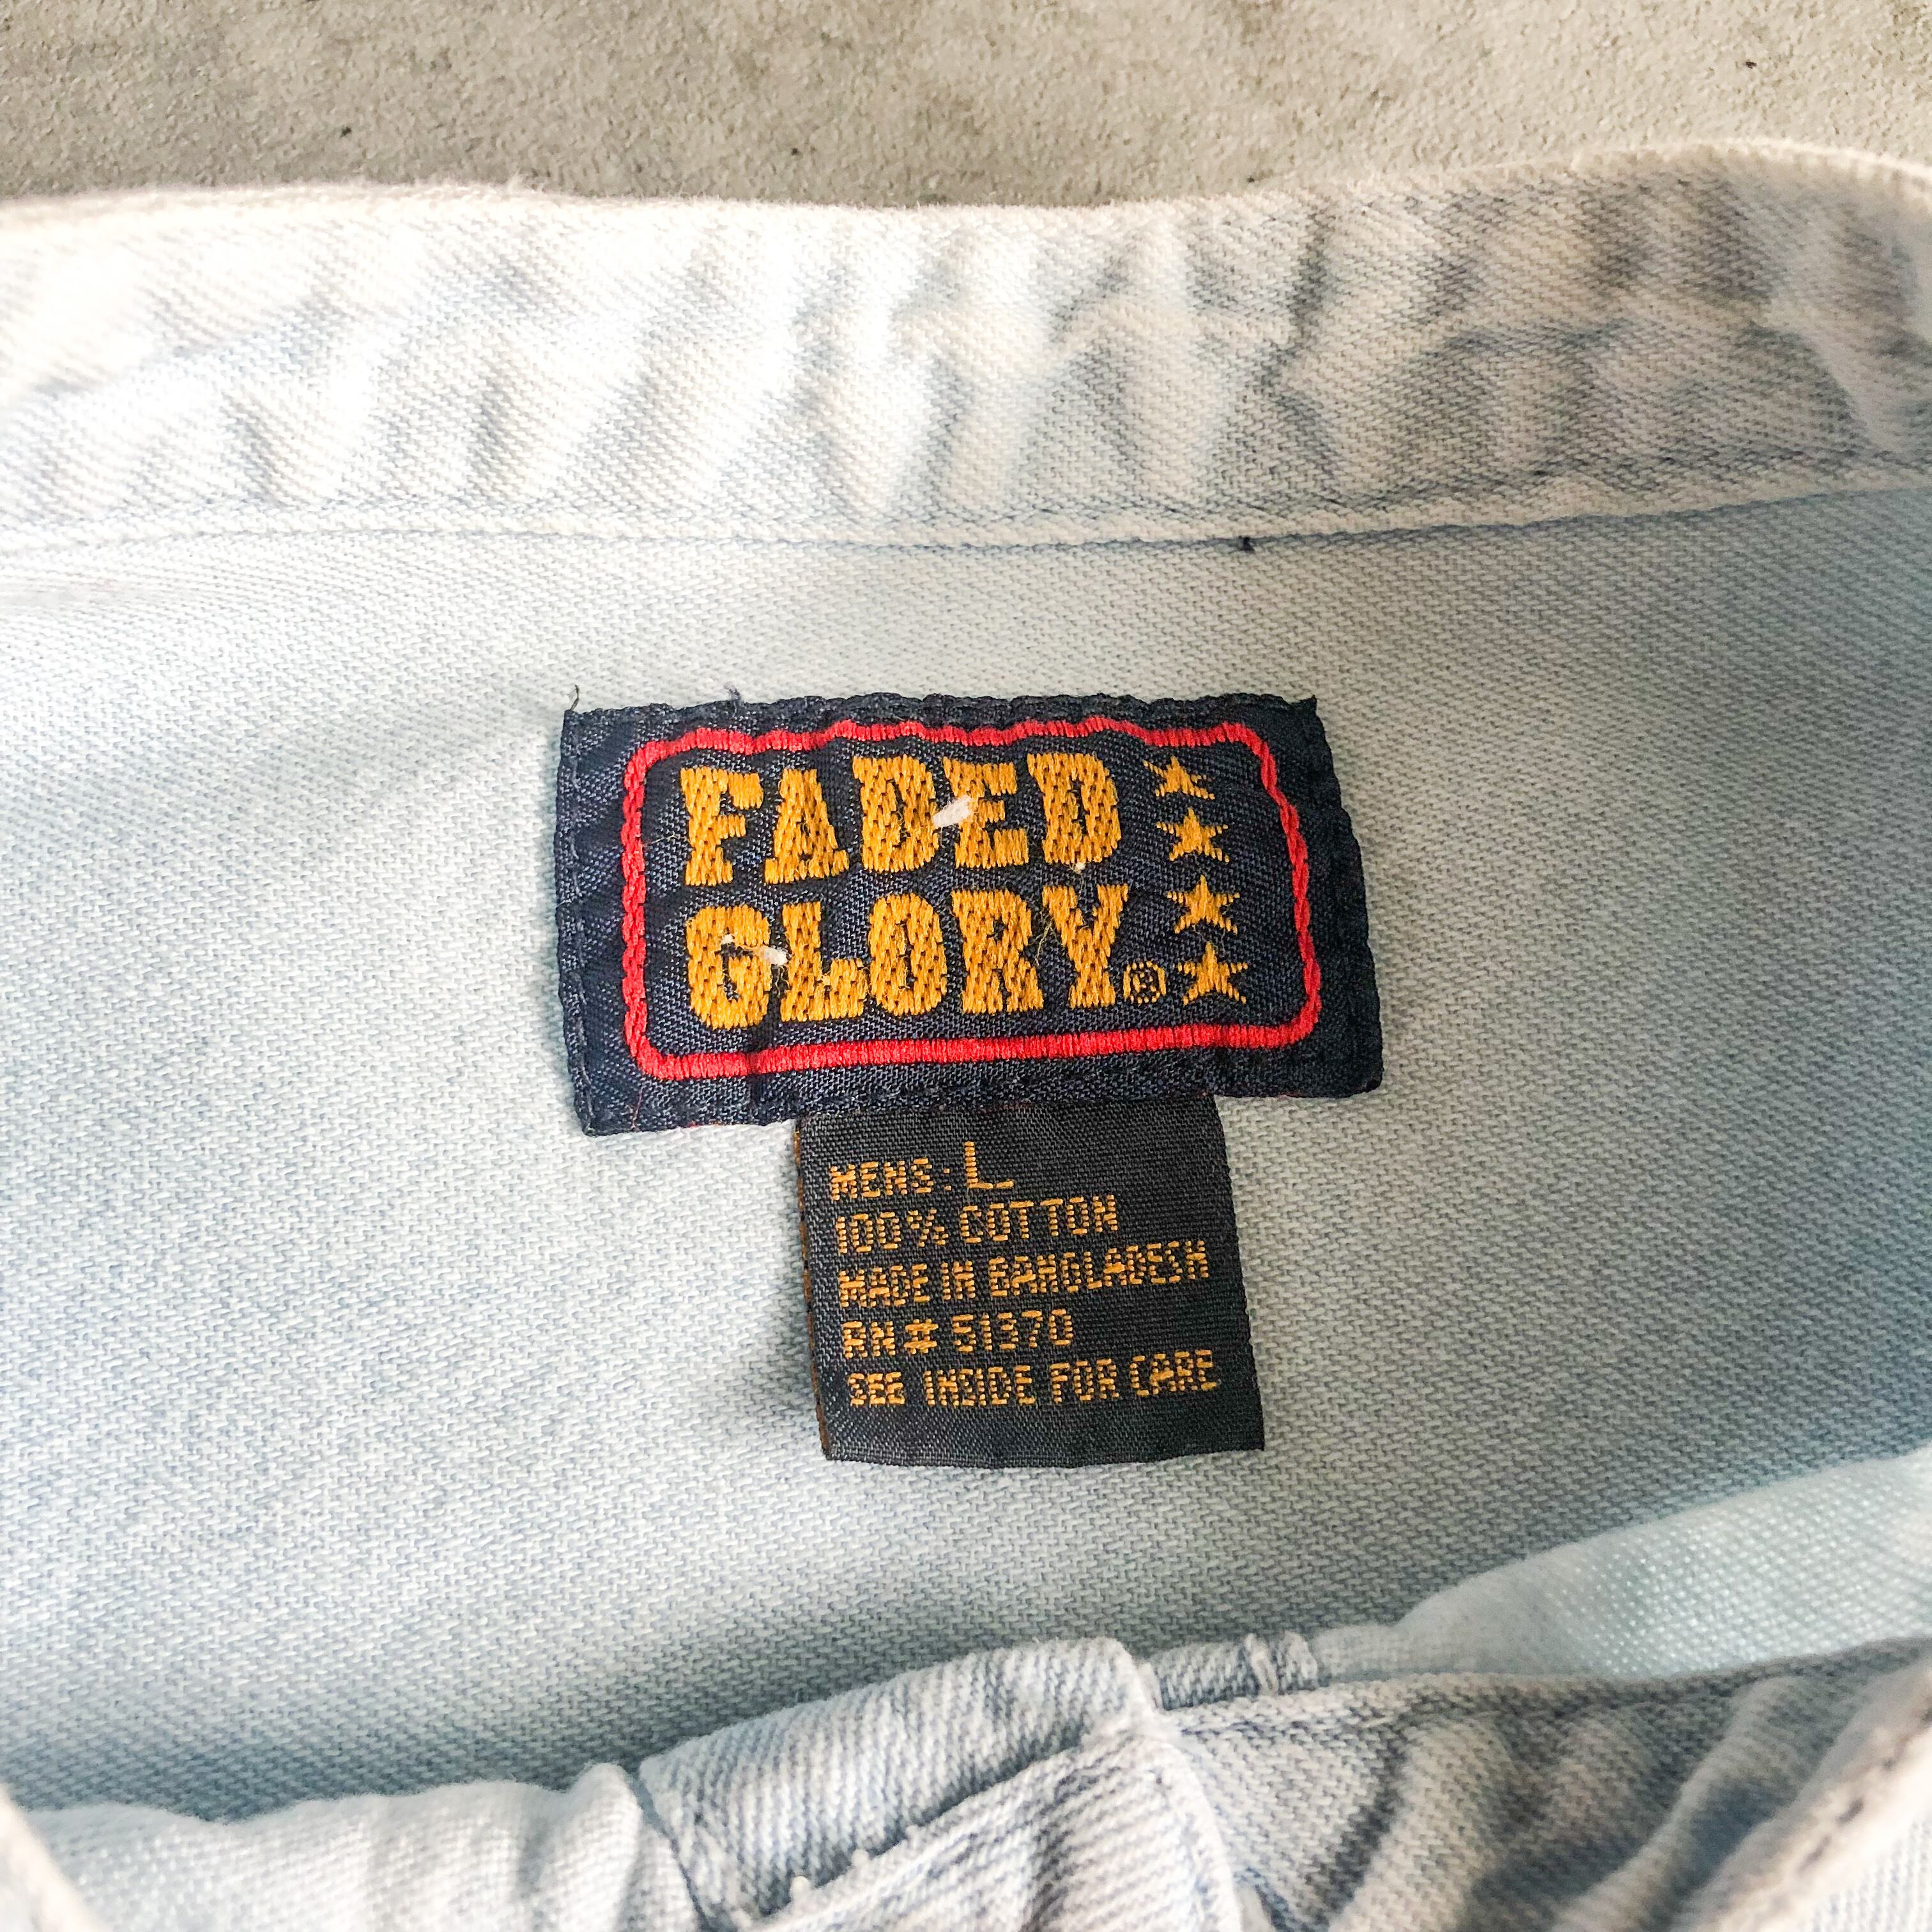 FADED
GLORY®
MENS: L
100% COTTON
MADE IN BANGLADESH
RN# 51370
SEE INSIDE FOR CARE